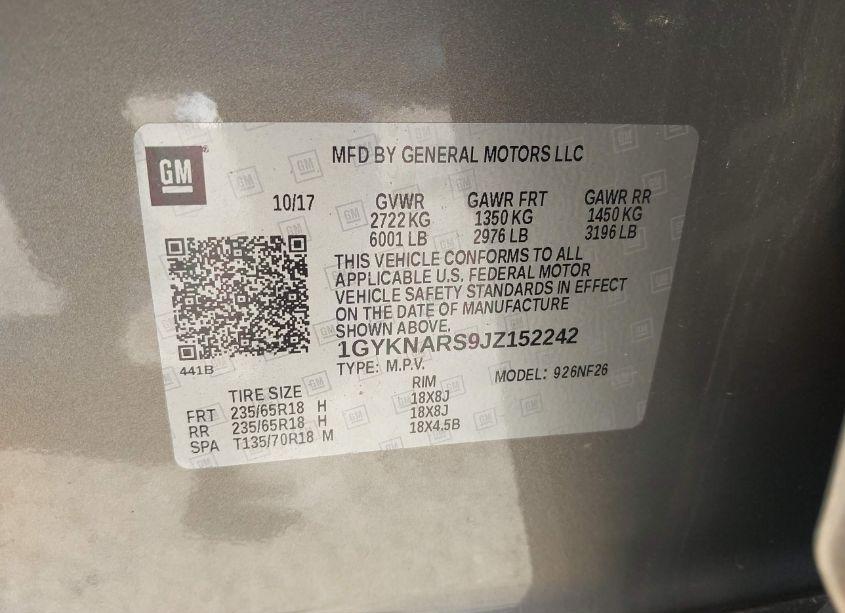 GM
MFD BY GENERAL MOTORS LLC
10/17 GVWR GAWR FRT GAWR RR
2722 KG 1350 KG 1450 KG
6001 LB 2976 LB 3196 LB
THIS VEHICLE CONFORMS TO ALL
APPLICABLE U.S. FEDERAL MOTOR
VEHICLE SAFETY STANDARDS IN EFFECT
ON THE DATE OF MANUFACTURE
SHOWN ABOVE.
1GYKNARS9JZ152242
441B
TYPE: M.P.V. MODEL: 926NF26
TIRE SIZE RIM
FRT 235/65R18 H 18X8J
RR 235/65R18 H 18X8J
SPA T135/70R18 M 18X4.5B